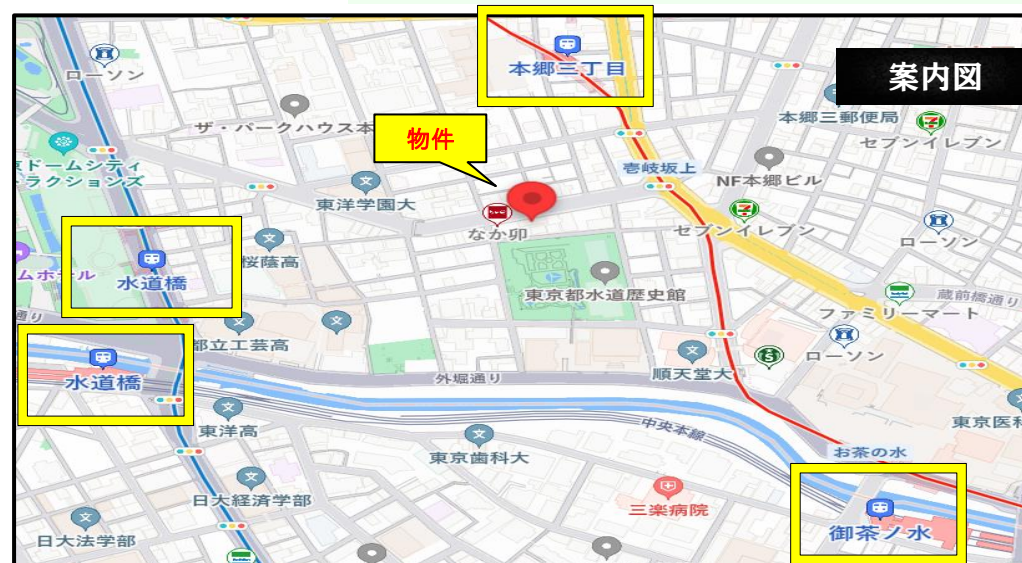 本郷三丁目
案内図
ローソン
ザ・パークハウス本
本郷三郵便局
セブンイレブン
物件
ドームシティ
トラクションズ
壱岐坂上
NF本郷ビル
東洋学園大
なか卯
セブンイレブン
ローソン
桜蔭高
ムホテル
水道橋
東京都水道歴史館
蔵前橋通り
ファミリーマート
通り
都立工芸高
ローソン
水道橋
外堀通り
順天堂大
東洋高
中央本線
東京医科
東京歯科大
お茶の水
日大経済学部
三楽病院
日大法学部
御茶ノ水